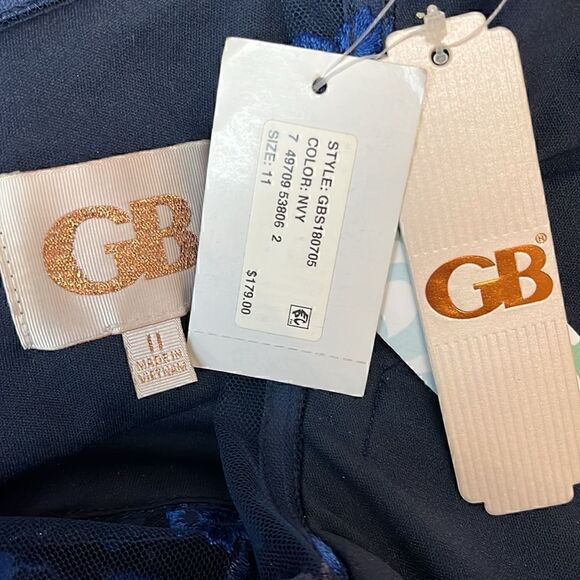 GB
11
MADE IN
VIETNAM
STYLE: GBS180705
COLOR: NVY
7 49709 53806 2
SIZE: 11
$179.00
GB®